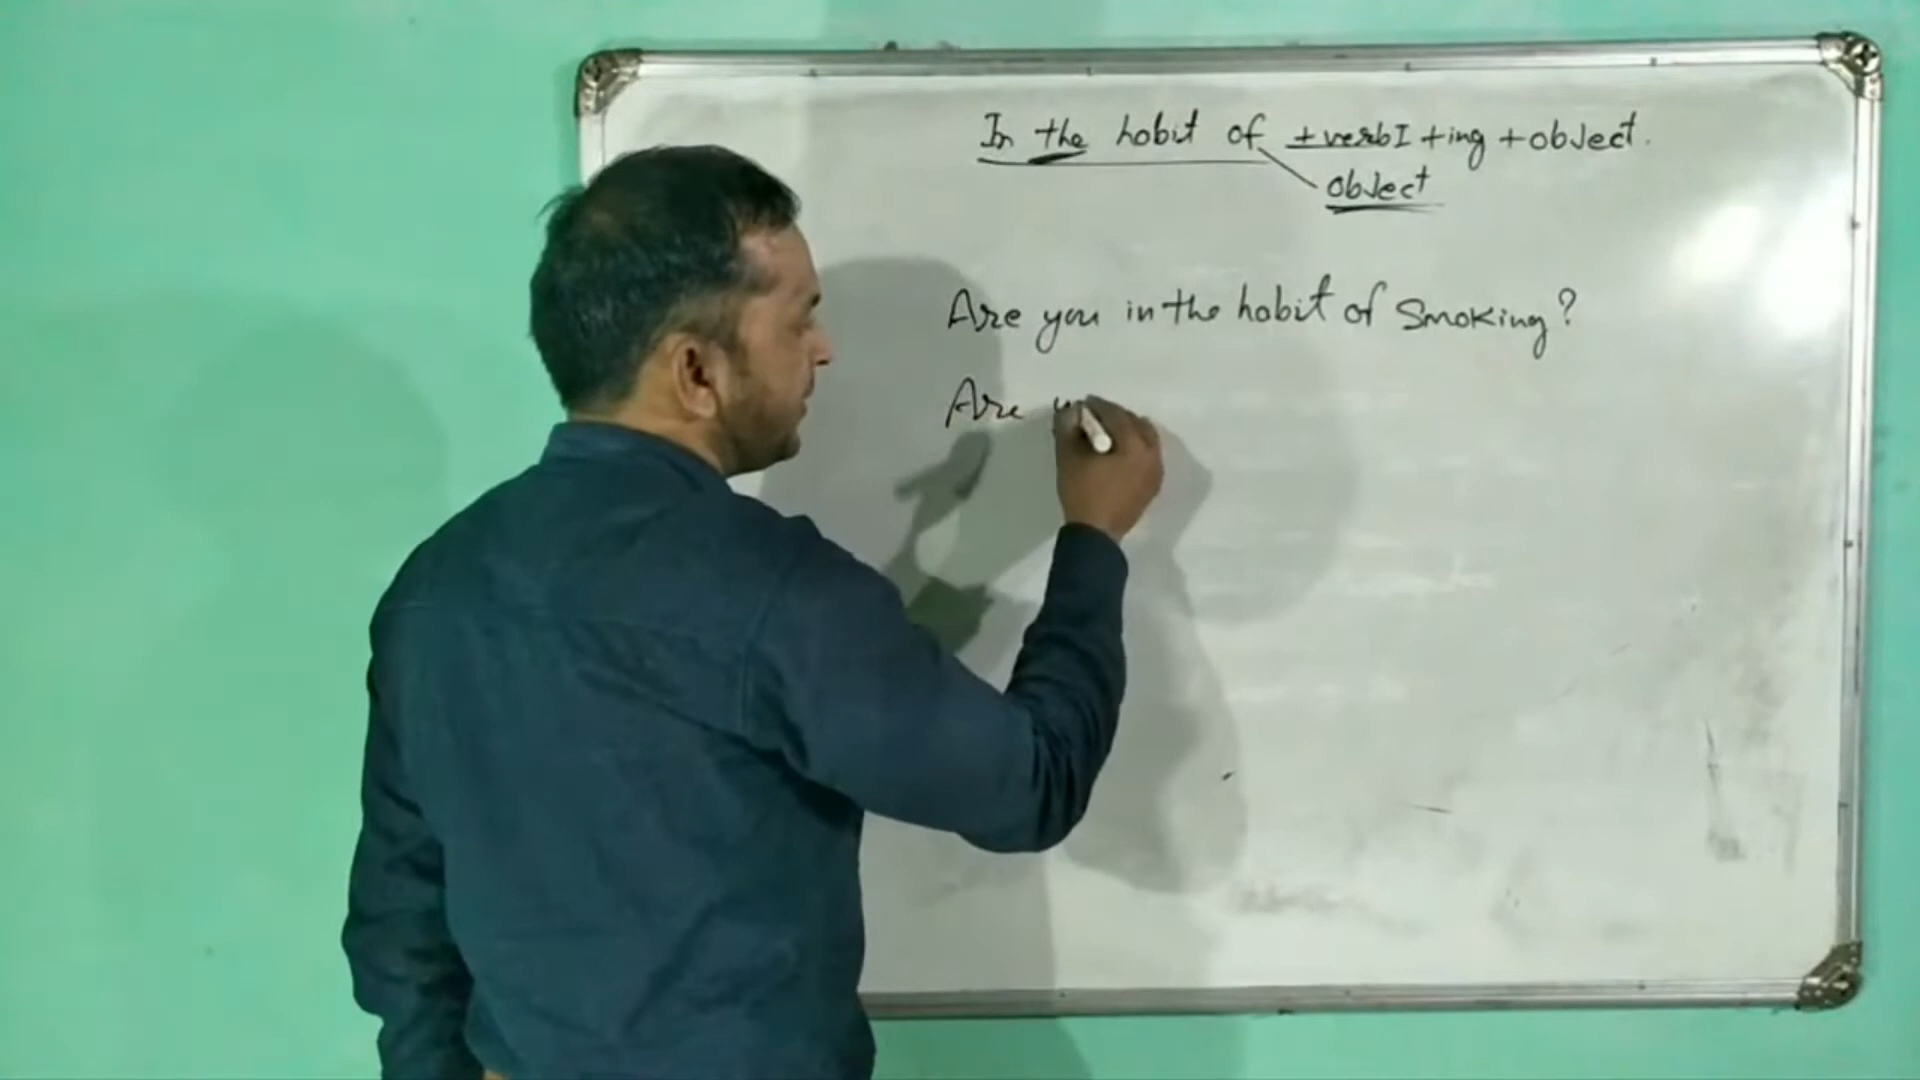 In the habit of +verbI +ing +object.
object
Are you in the habit of Smoking?
Are